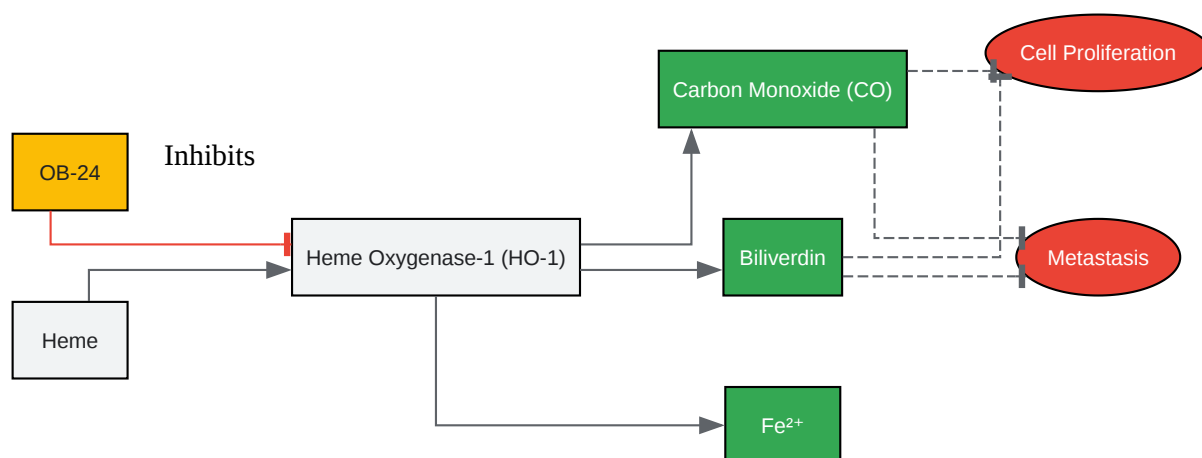 Cell Proliferation
Carbon Monoxide (CO)
Inhibits
OB-24
Heme Oxygenase-1 (HO-1)
Biliverdin
Metastasis
Heme
Fe²⁺